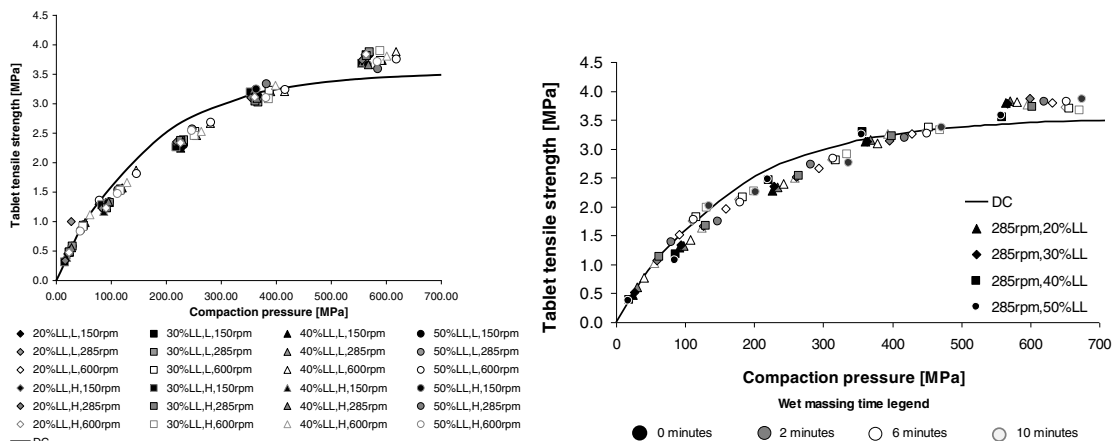 4.5
4.0
3.5
3.0
2.5
2.0
1.5
1.0
0.5
0.0
Tablet tensile strength [MPa]
0.00 100.00 200.00 300.00 400.00 500.00 600.00 700.00
Compaction pressure [MPa]
20%LL,L,150rpm 30%LL,L,150rpm 40%LL,L,150rpm 50%LL,L,150rpm
20%LL,L,285rpm 30%LL,L,285rpm 40%LL,L,285rpm 50%LL,L,285rpm
20%LL,L,600rpm 30%LL,L,600rpm 40%LL,L,600rpm 50%LL,L,600rpm
20%LL,H,150rpm 30%LL,H,150rpm 40%LL,H,150rpm 50%LL,H,150rpm
20%LL,H,285rpm 30%LL,H,285rpm 40%LL,H,285rpm 50%LL,H,285rpm
20%LL,H,600rpm 30%LL,H,600rpm 40%LL,H,600rpm 50%LL,H,600rpm
DC
4.5
4.0
3.5
3.0
2.5
2.0
1.5
1.0
0.5
0.0
Tablet tensile strength [MPa]
DC
285rpm,20%LL
285rpm,30%LL
285rpm,40%LL
285rpm,50%LL
0 100 200 300 400 500 600 700
Compaction pressure [MPa]
Wet massing time legend
0 minutes 2 minutes 6 minutes 10 minutes